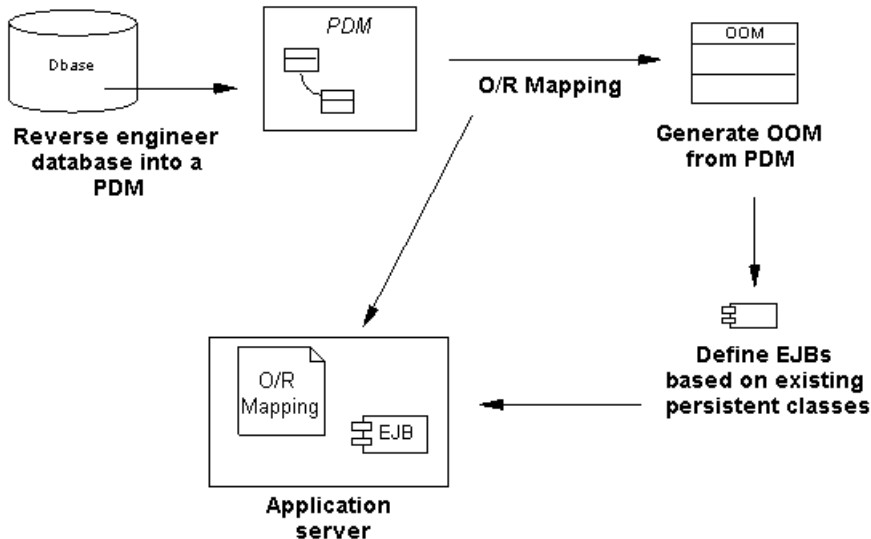 Dbase
Reverse engineer
database into a
PDM
PDM
O/R Mapping
OOM
Generate OOM
from PDM
Define EJBs
based on existing
persistent classes
O/R
Mapping
EJB
Application
server